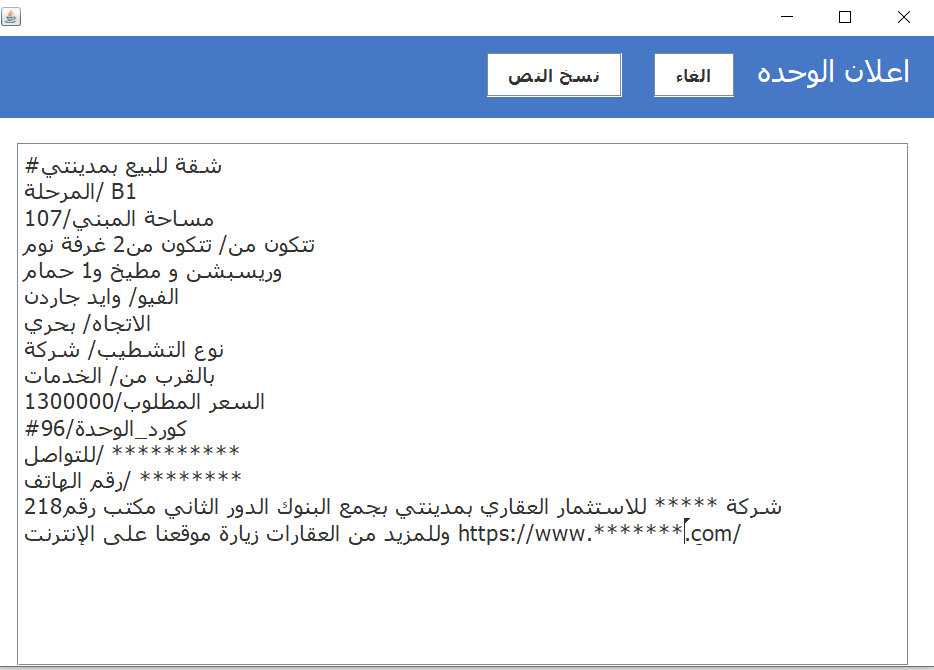 اعلان الوحده
الغاء
نسخ النص
#شقة للبيع بمدينتي
المرحلة/ B1
مساحة المبني/107
تتكون من/ تتكون من2 غرفة نوم
وريسبشن و مطيخ و1 حمام
الفيو/ وايد جاردن
الاتجاه/ بحري
نوع التشطيب/ شركة
بالقرب من/ الخدمات
السعر المطلوب/1300000
#كورد_الوحدة/96
للتواصل/ **********
رقم الهاتف/ ********
شركة ***** للاستثمار العقاري بمدينتي بجمع البنوك الدور الثاني مكتب رقم218
وللمزيد من العقارات زيارة موقعنا على الإنترنت https://www.*******.com/